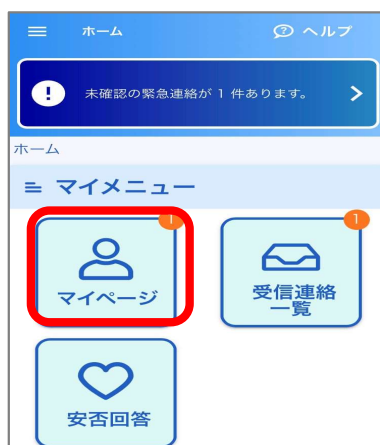 ホーム
ヘルプ
未確認の緊急連絡が 1 件あります。
ホーム
マイメニュー
1
マイページ
1
受信連絡
一覧
安否回答